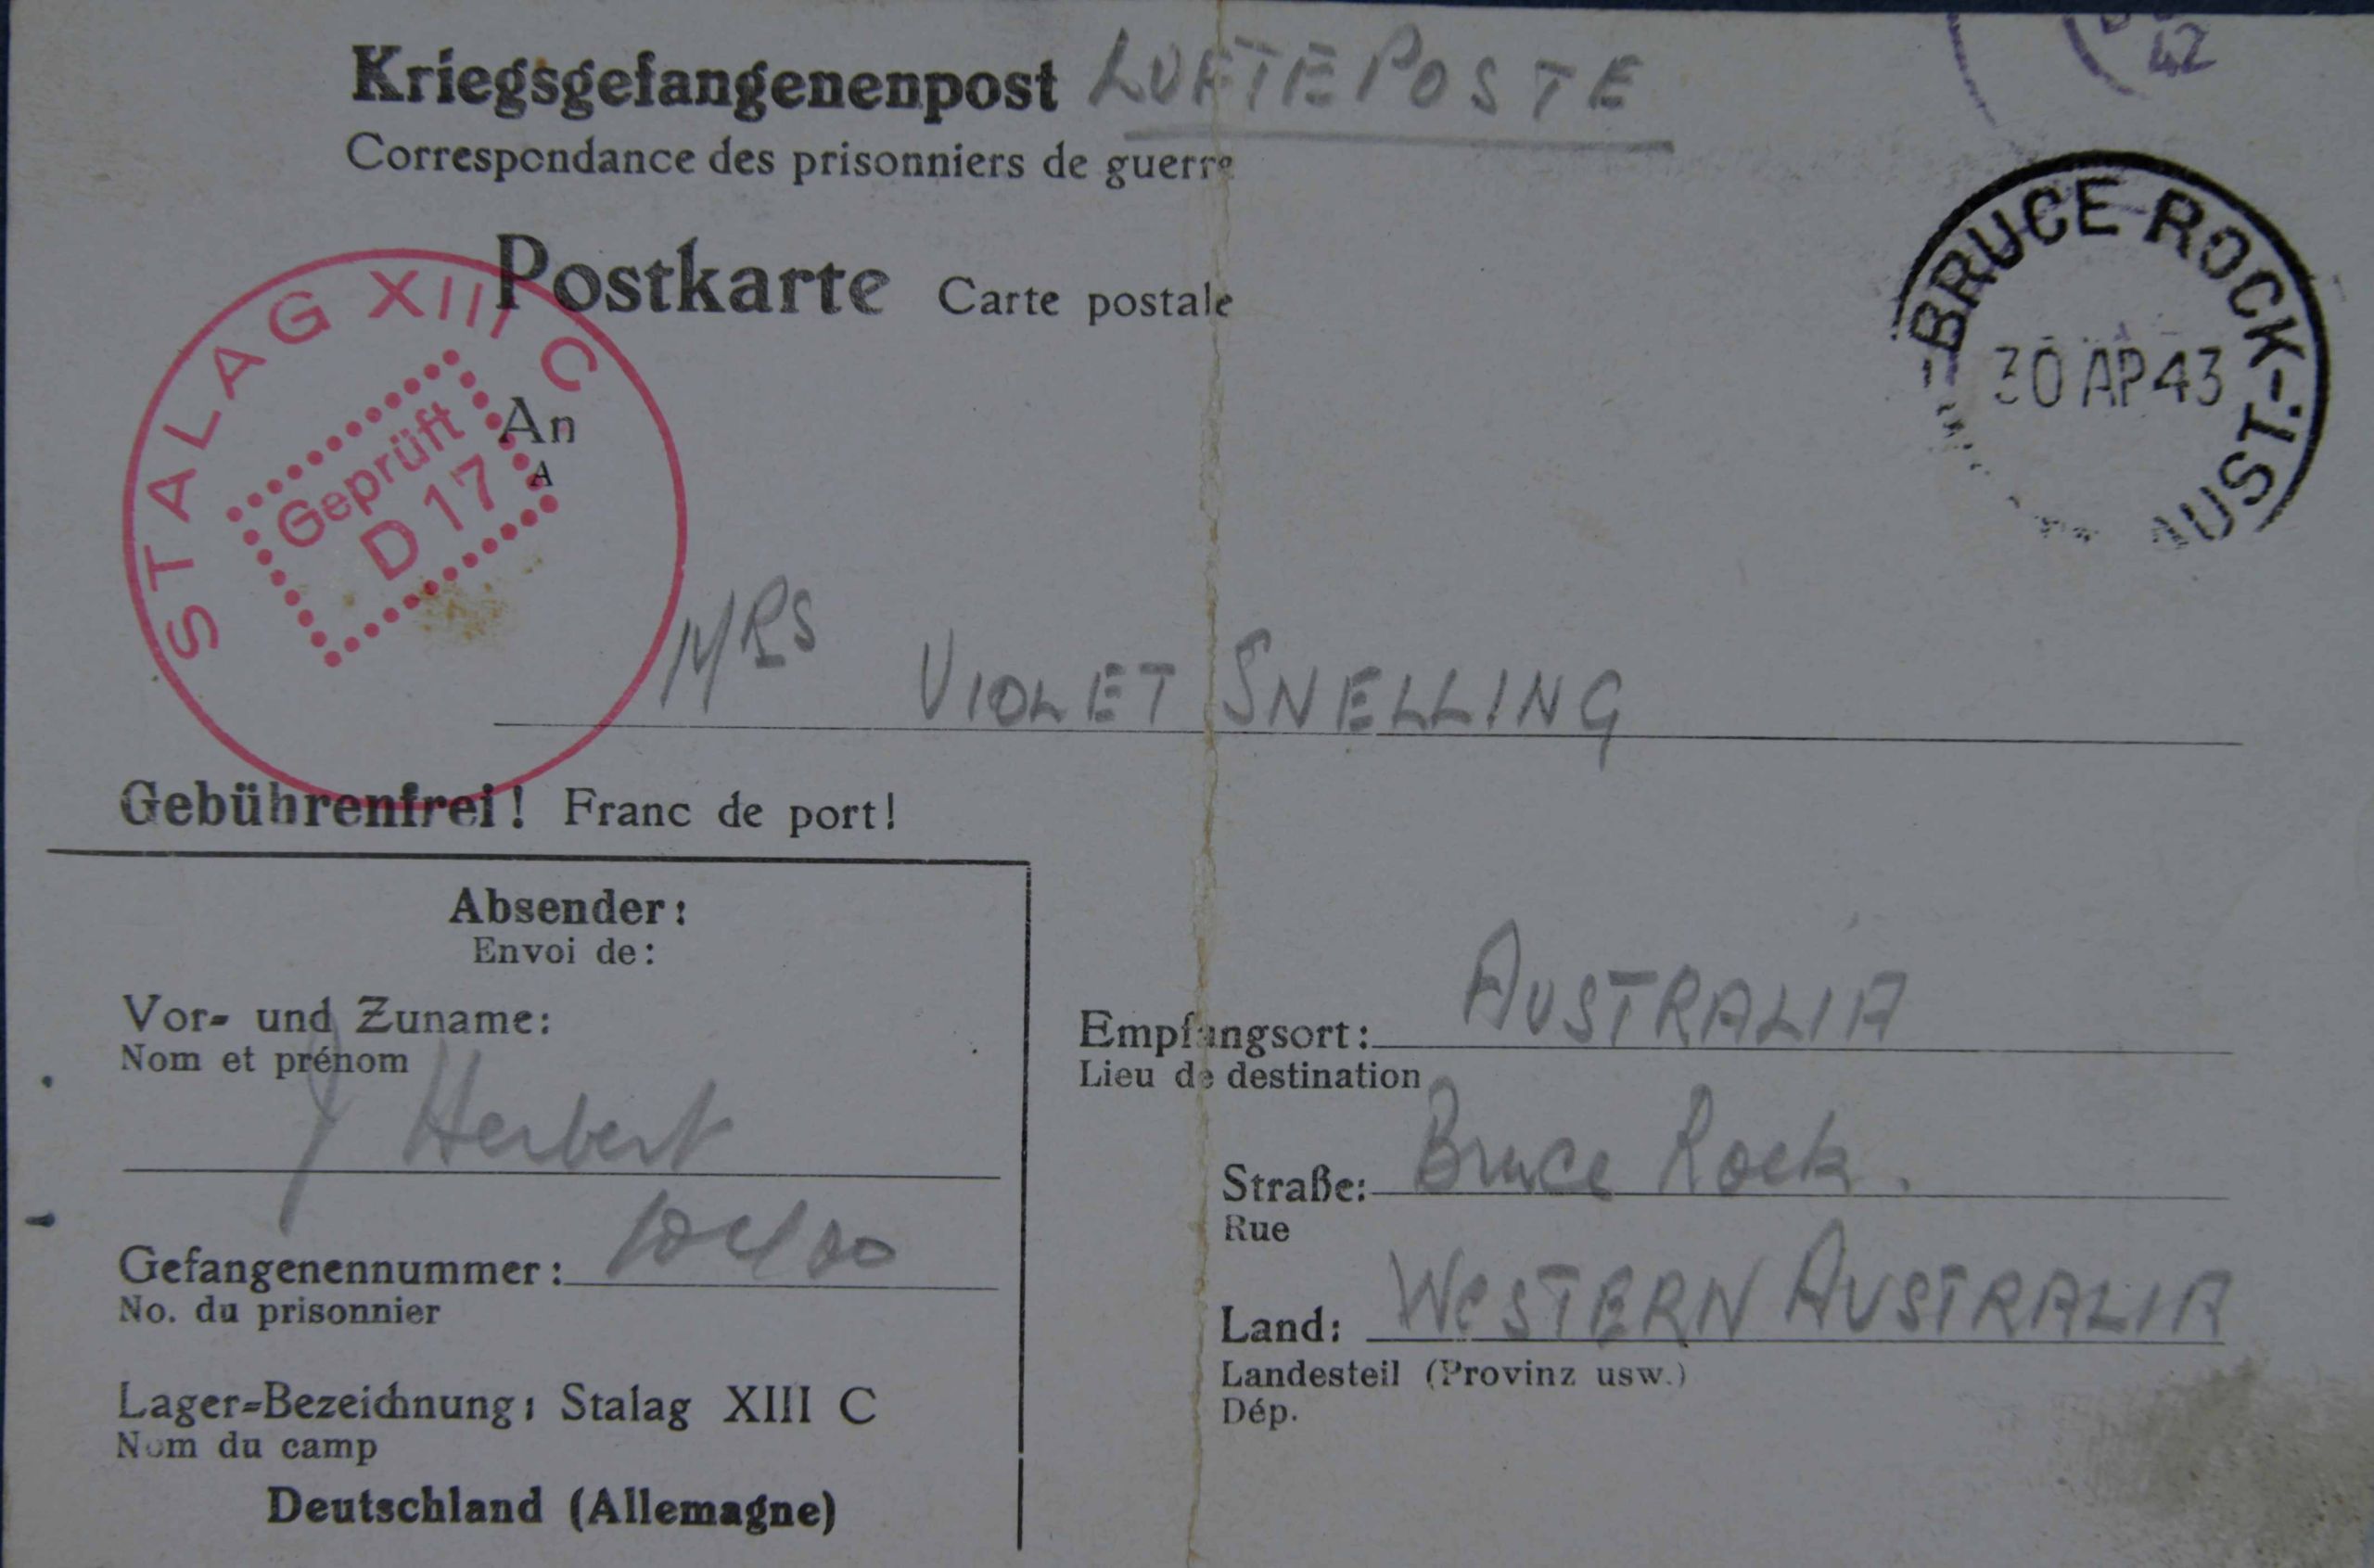 Kriegsgefangenenpost LUFTEPOSTE
Correspondance des prisonniers de guerre
42
Postkarte Carte postale
BRUCE ROCK
30 AP 43
AUST.
STALAG XIII C
Geprüft
D 17
An
A
MRS VIOLET SNELLING
Gebührenfrei! Franc de port!
Absender:
Envoi de:
Vor- und Zuname:
Nom et prénom
J Herbert
Gefangenennummer:
No. du prisonnier
Lager-Bezeichnung: Stalag XIII C
Nom du camp
Deutschland (Allemagne)
Empfangsort: AUSTRALIA
Lieu de destination
Straße: Bruce Rock.
Rue
Land: WESTERN AUSTRALIA
Landesteil (Provinz usw.)
Dép.